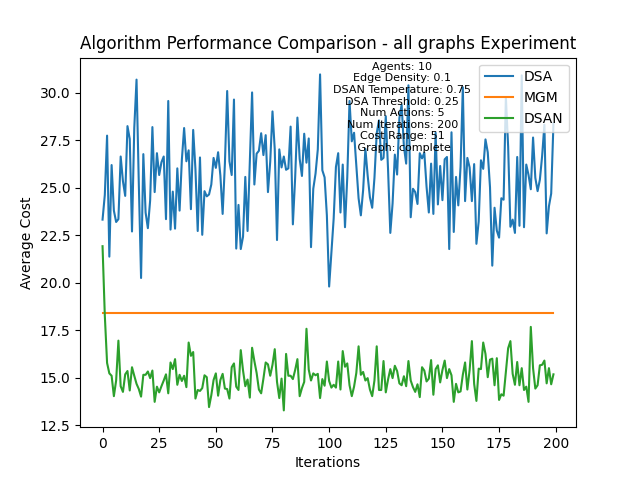 Algorithm Performance Comparison - all graphs Experiment
Agents: 10
Edge Density: 0.1
DSAN Temperature: 0.75
DSA Threshold: 0.25
Num Actions: 5
Num Iterations: 200
Cost Range: 51
Graph: complete
DSA
MGM
DSAN
Average Cost
30.0
27.5
25.0
22.5
20.0
17.5
15.0
12.5
0 25 50 75 100 125 150 175 200
Iterations